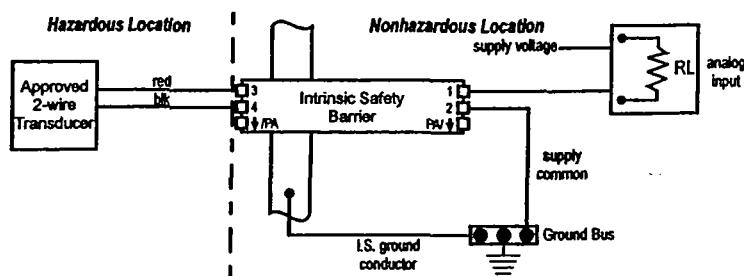 Hazardous Location
Nonhazardous Location
supply voltage
RL
analog
input
Approved
2-wire
Transducer
red
blk
3
4
⏚/PA
Intrinsic Safety
Barrier
1
2
PA/⏚
supply
common
Ground Bus
I.S. ground
conductor